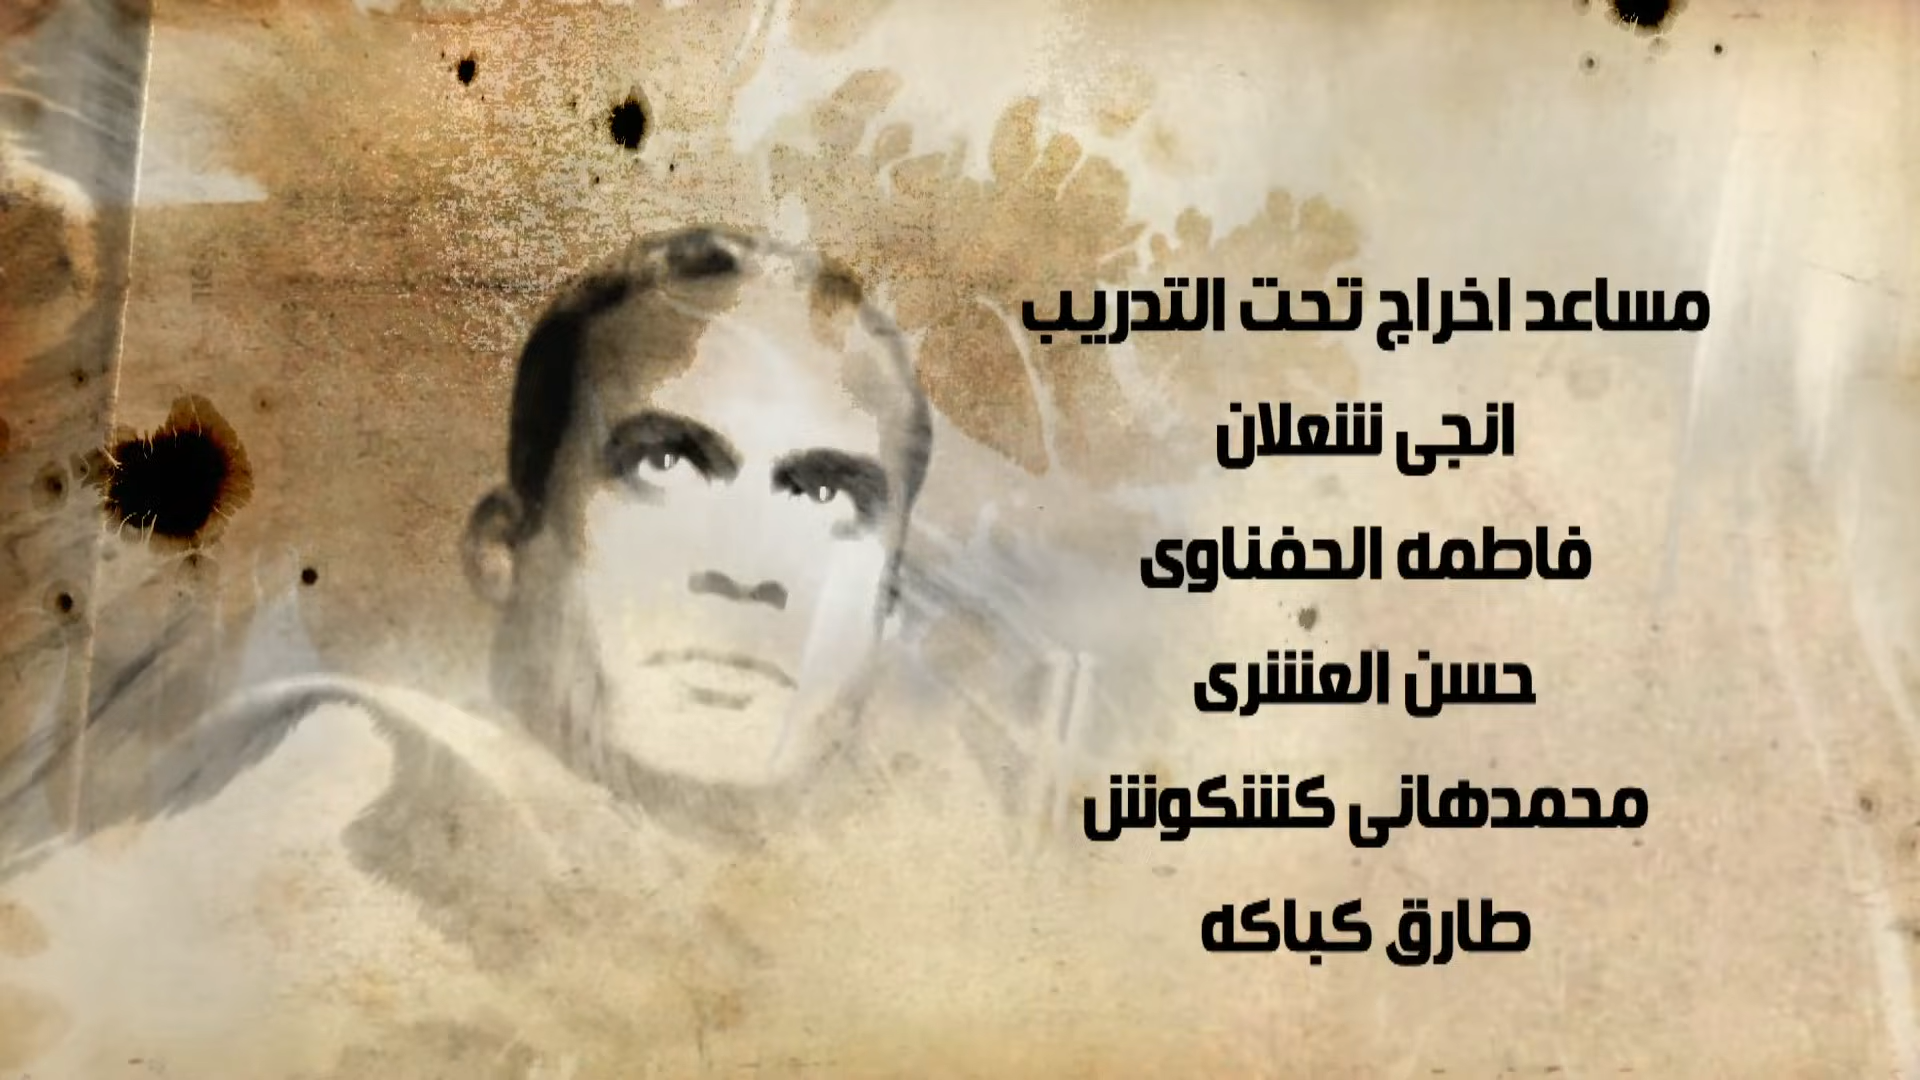 مساعد اخراج تحت التدريب
انجى شعلان
فاطمه الحفناوى
حسن العشرى
محمدهانى كشكوش
طارق كباكه